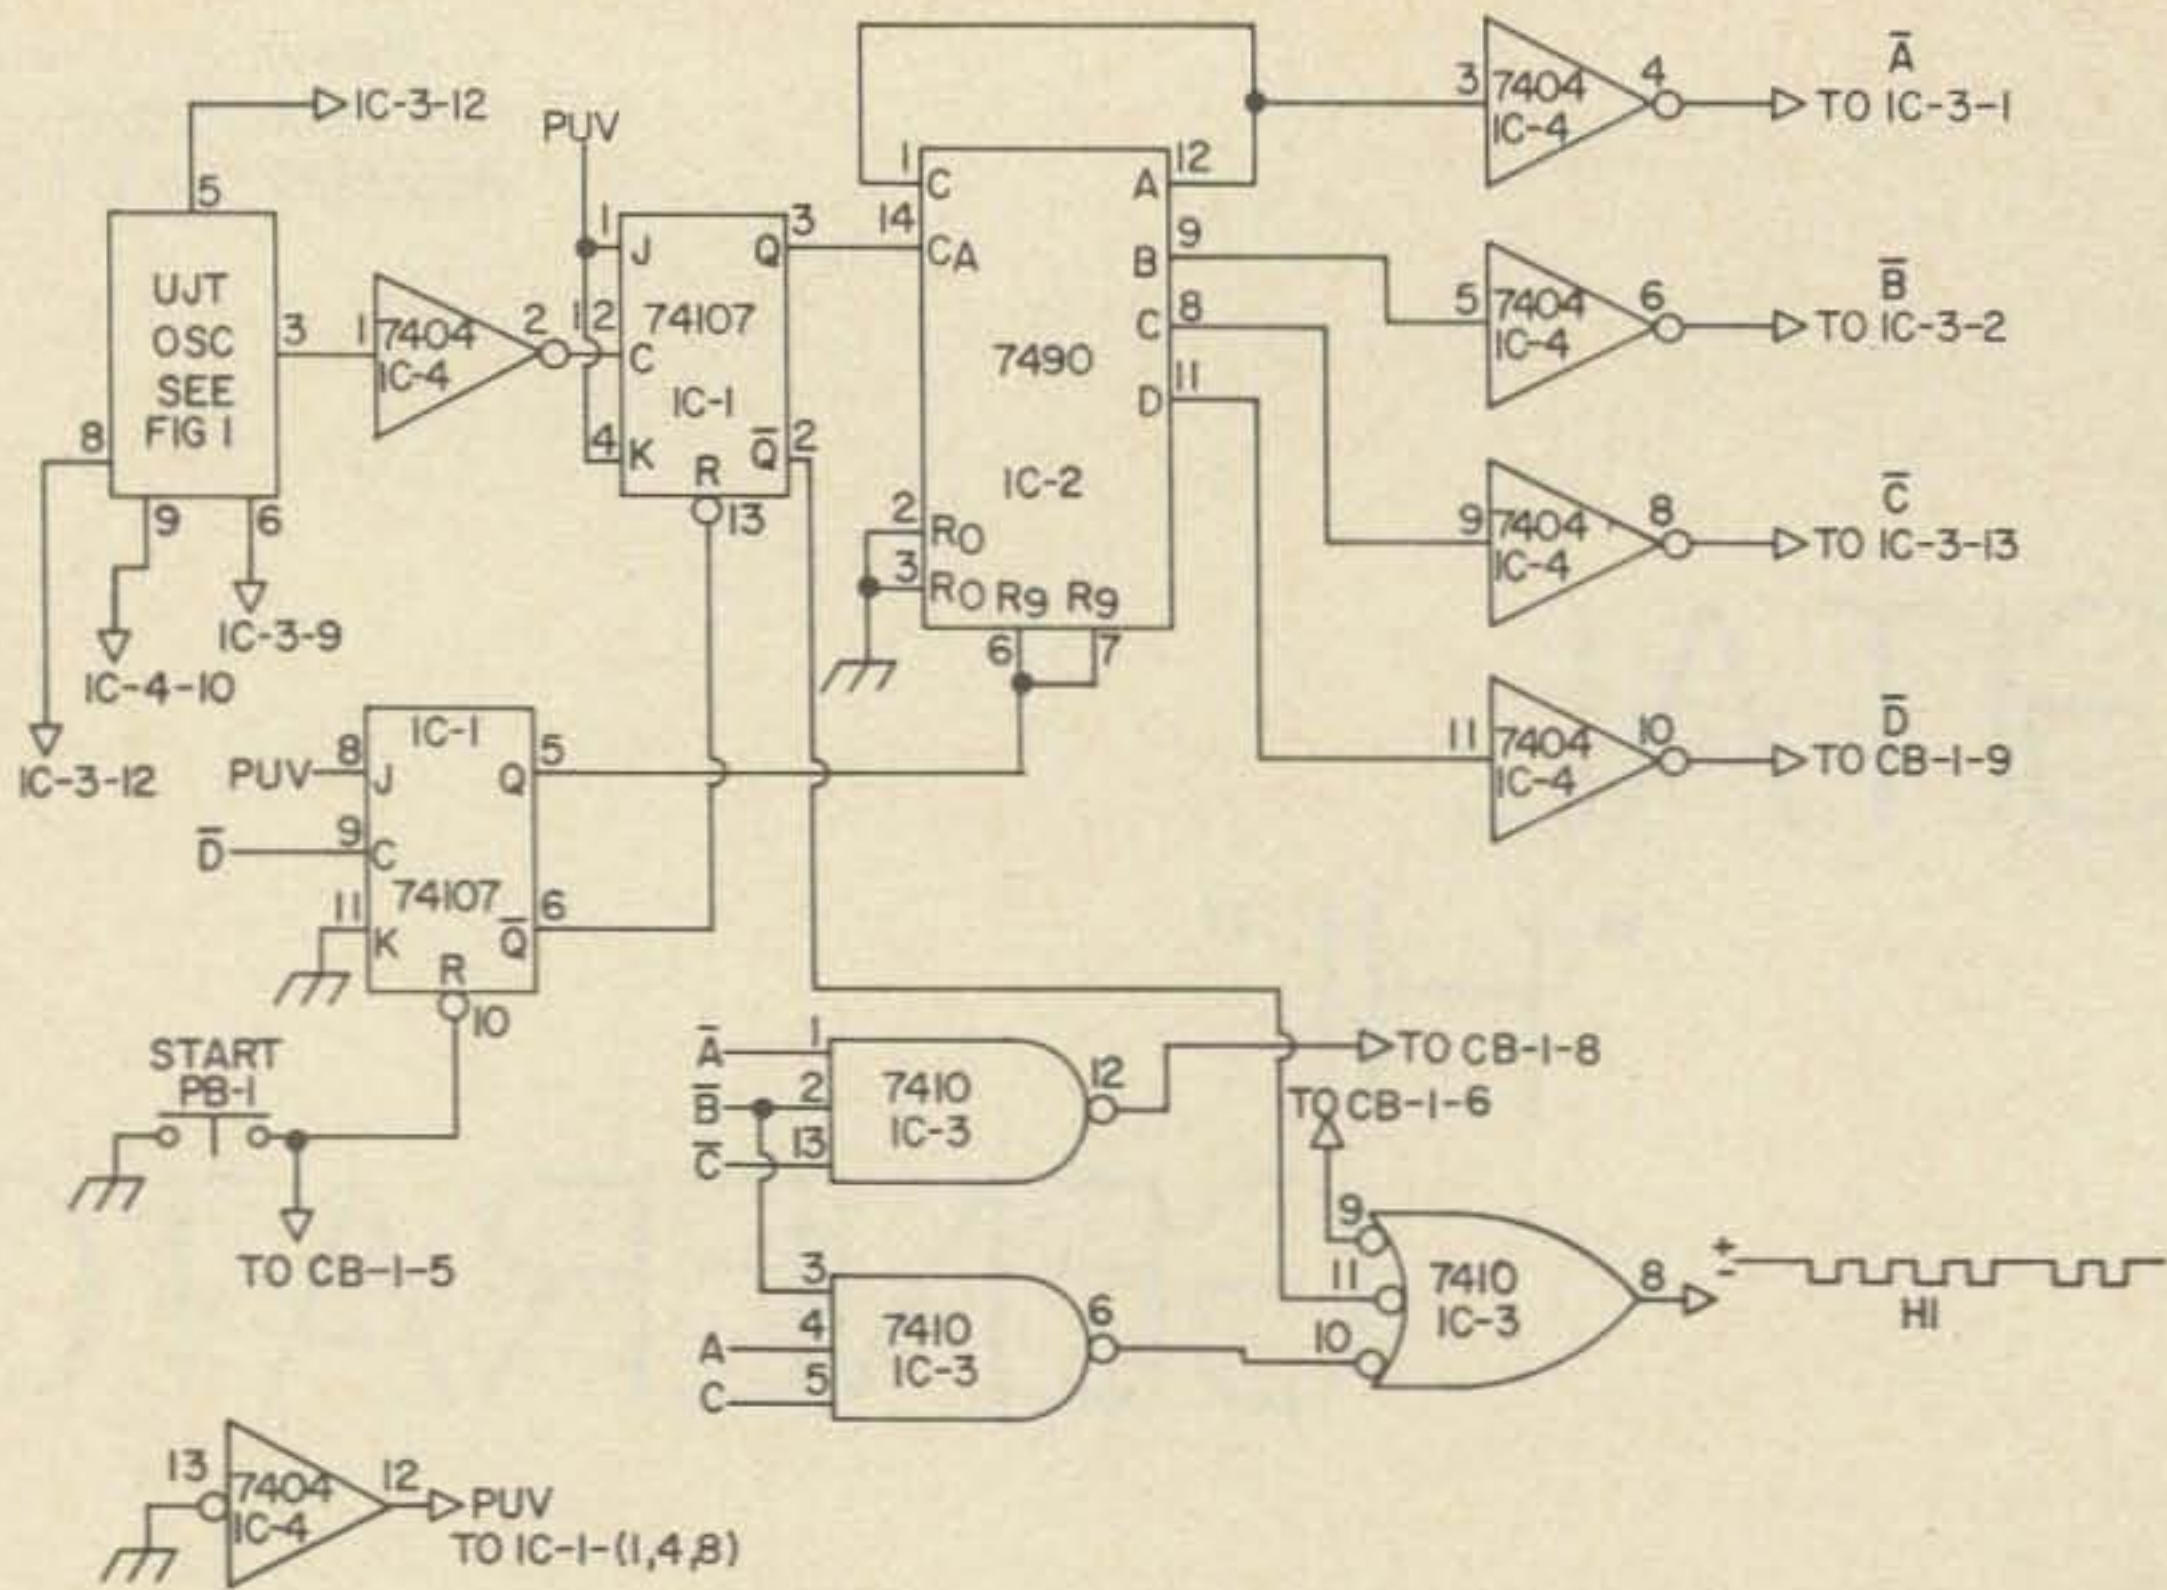 IC-3-12
5
UJT
OSC
SEE
FIG 1
3
8
9
6
IC-3-9
IC-4-10
IC-3-12
1
7404
IC-4
2
PUV
1
J
12
C
4
K
74107
IC-1
Q
3
Q̅
2
R
13
1
C
14
CA
7490
IC-2
A
12
B
9
C
8
D
11
2
RO
3
RO
R9
R9
6
7
3
7404
IC-4
4
A̅
TO IC-3-1
5
7404
IC-4
6
B̅
TO IC-3-2
9
7404
IC-4
8
C̅
TO IC-3-13
11
7404
IC-4
10
D̅
TO CB-1-9
IC-1
PUV
8
J
D̅
9
C
74107
11
K
Q
5
Q̅
6
R
10
START
PB-1
TO CB-1-5
A̅
1
B̅
2
C̅
13
7410
IC-3
12
TO CB-1-8
TO CB-1-6
3
A
4
C
5
7410
IC-3
6
9
11
10
7410
IC-3
8
+
-
HI
13
7404
IC-4
12
PUV
TO IC-1-(1,4,8)